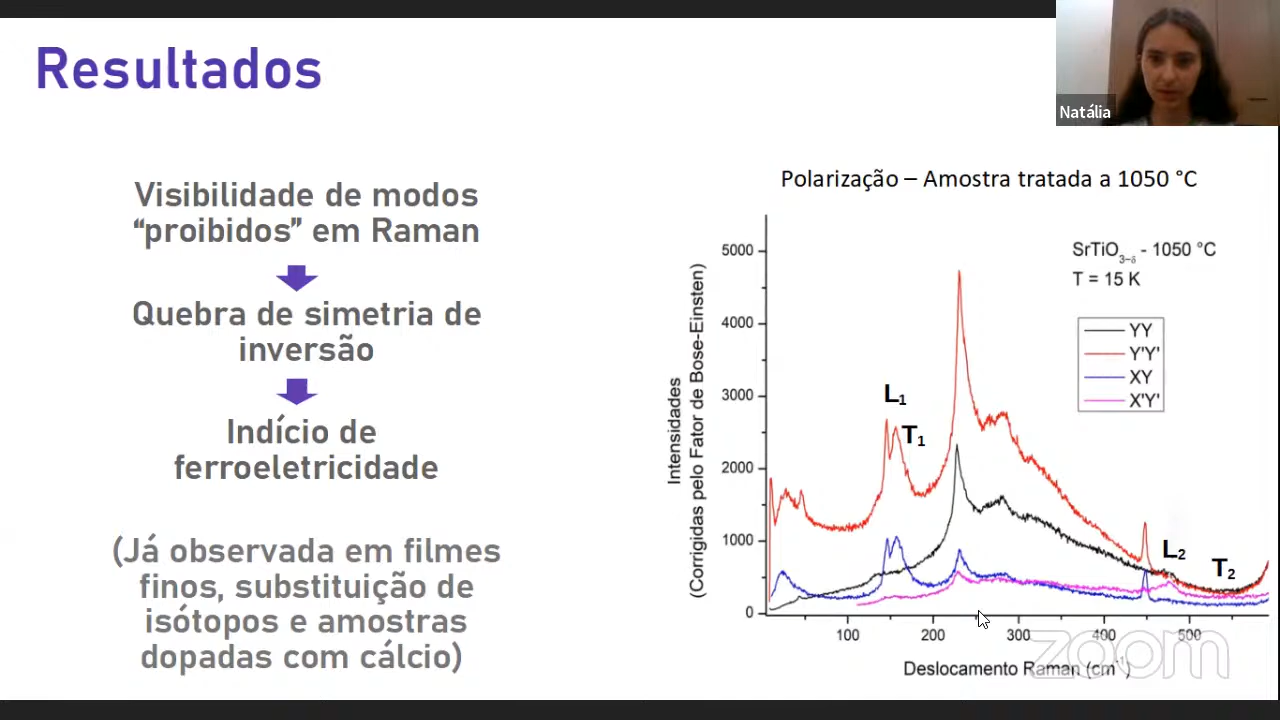 Resultados
Natália
Visibilidade de modos
“proibidos” em Raman
Quebra de simetria de
inversão
Indício de
ferroeletricidade
(Já observada em filmes
finos, substituição de
isótopos e amostras
dopadas com cálcio)
Polarização – Amostra tratada a 1050 °C
SrTiO3-δ - 1050 °C
T = 15 K
YY
Y'Y'
XY
X'Y'
L1
T1
L2
T2
5000
4000
3000
2000
1000
0
100
200
300
400
500
Intensidades
(Corrigidas pelo Fator de Bose-Einsten)
Deslocamento Raman (cm-1)
zoom